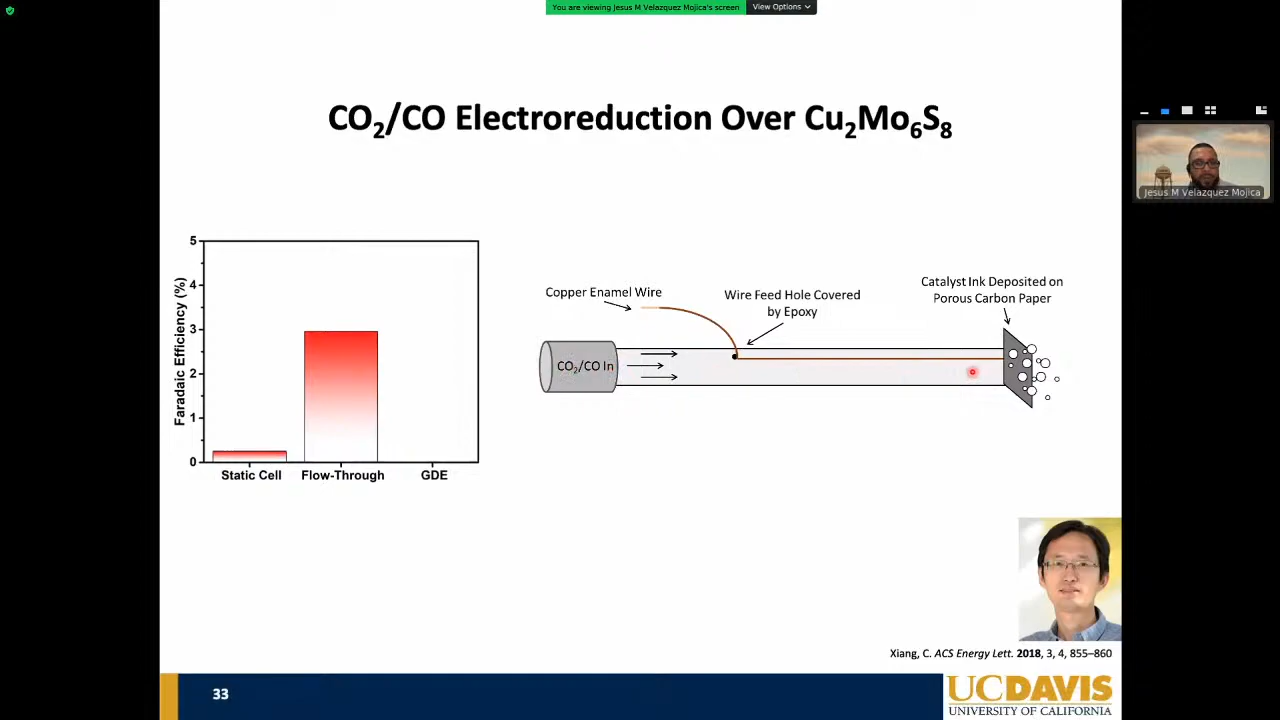 You are viewing Jesus M Velazquez Mojica's screen
View Options
CO₂/CO Electroreduction Over Cu₂Mo₆S₈
Jesus M Velazquez Mojica
Faradaic Efficiency (%)
5
4
3
2
1
0
Static Cell
Flow-Through
GDE
Copper Enamel Wire
Wire Feed Hole Covered
by Epoxy
Catalyst Ink Deposited on
Porous Carbon Paper
CO₂/CO In
Xiang, C. ACS Energy Lett. 2018, 3, 4, 855–860
33
UCDAVIS
UNIVERSITY OF CALIFORNIA